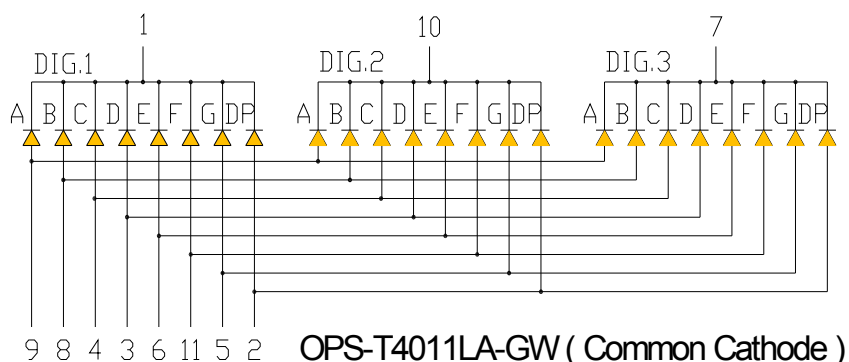 1 10 7
DIG.1 DIG.2 DIG.3
A B C D E F G DP A B C D E F G DP A B C D E F G DP
9 8 4 3 6 11 5 2 OPS-T4011LA-GW ( Common Cathode )